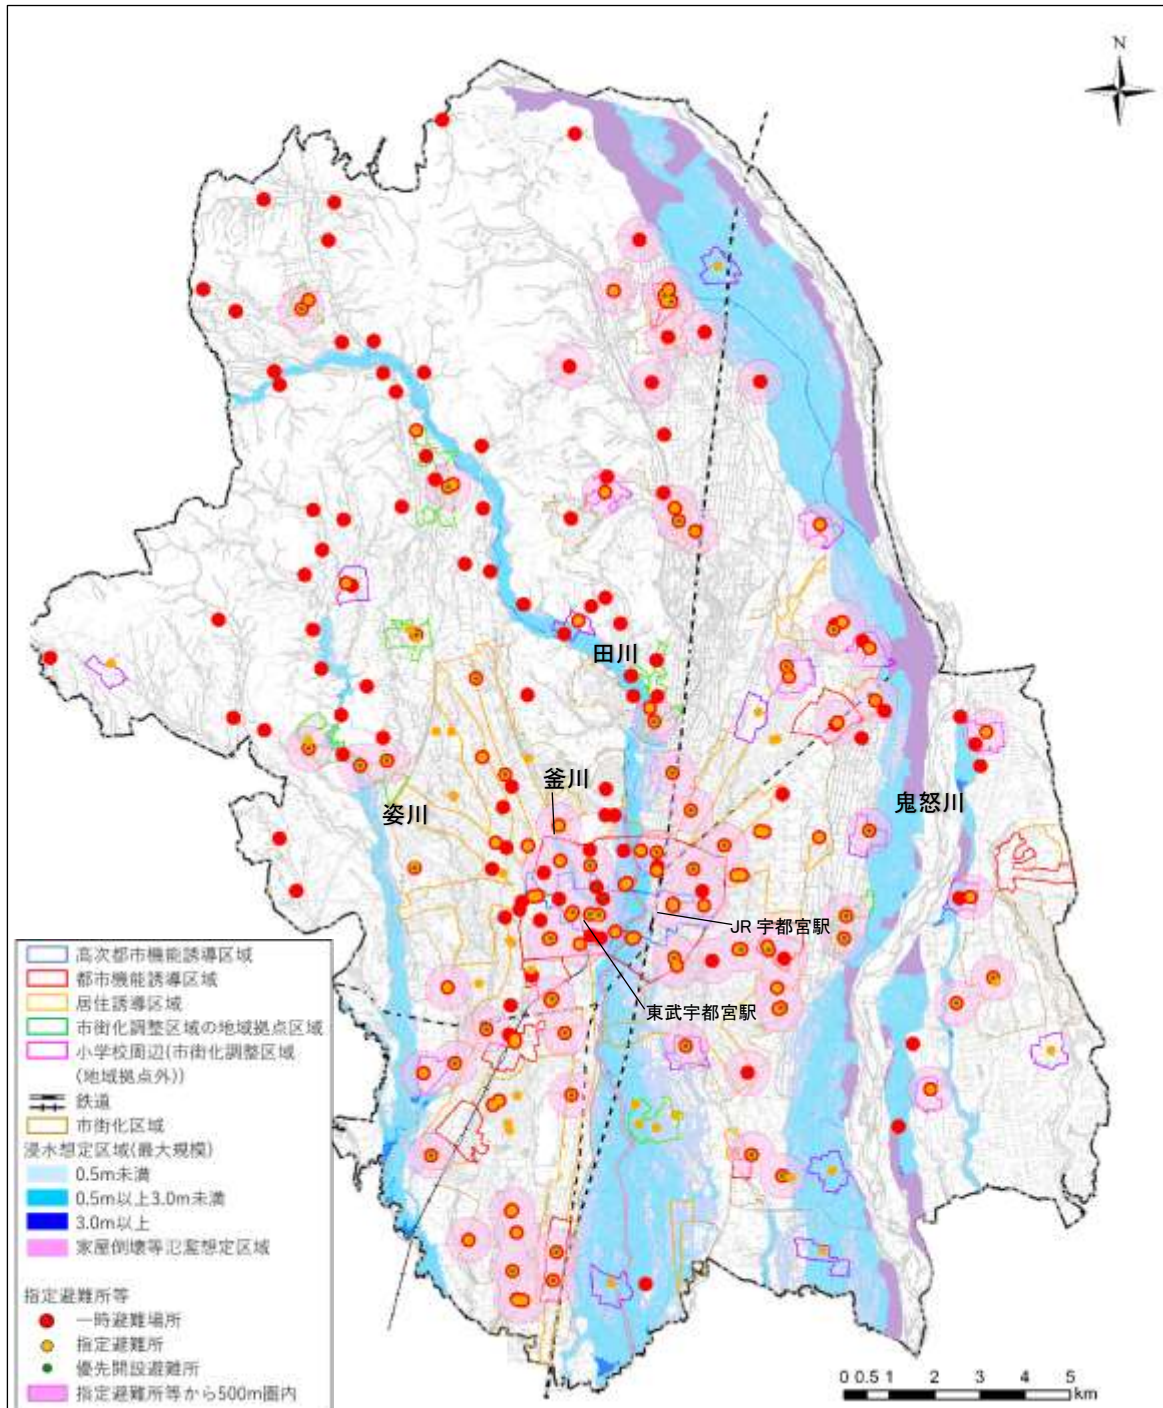 N
田川
釜川
姿川
鬼怒川
JR 宇都宮駅
東武宇都宮駅
高次都市機能誘導区域
都市機能誘導区域
居住誘導区域
市街化調整区域の地域拠点区域
小学校周辺(市街化調整区域
(地域拠点外))
鉄道
市街化区域
浸水想定区域(最大規模)
0.5m未満
0.5m以上3.0m未満
3.0m以上
家屋倒壊等氾濫想定区域
指定避難所等
一時避難場所
指定避難所
優先開設避難所
指定避難所等から500m圏内
0 0.5 1 2 3 4 5
km